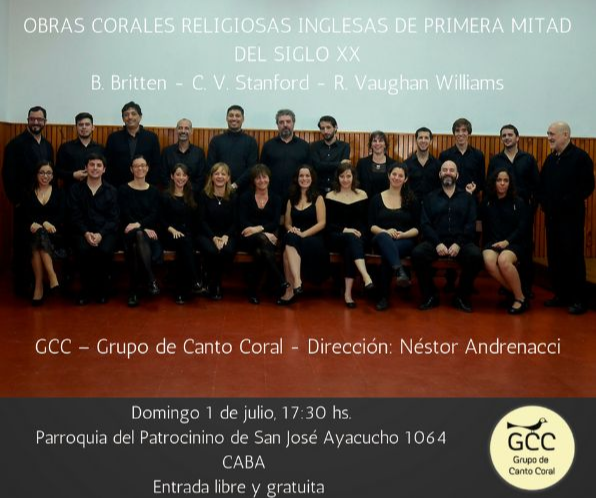 OBRAS CORALES RELIGIOSAS INGLESAS DE PRIMERA MITAD
DEL SIGLO XX
B. Britten - C. V. Stanford - R. Vaughan Williams
GCC – Grupo de Canto Coral - Dirección: Néstor Andrenacci
Domingo 1 de julio, 17:30 hs.
Parroquia del Patrocinino de San José Ayacucho 1064
CABA
Entrada libre y gratuita
GCC
Grupo de
Canto Coral